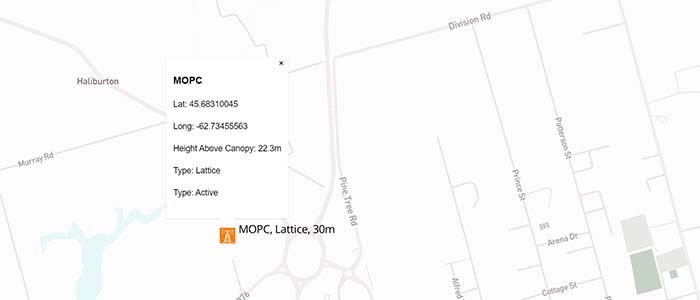 Division Rd
×
MOPC
Haliburton
Lat: 45.68310045
Long: -62.73455563
Height Above Canopy: 22.3m
Murray Rd
Type: Lattice
Type: Active
Pine Tree Rd
Prince St
Patterson St
MOPC, Lattice, 30m
Arena Dr
Alfred
Cottage St
976